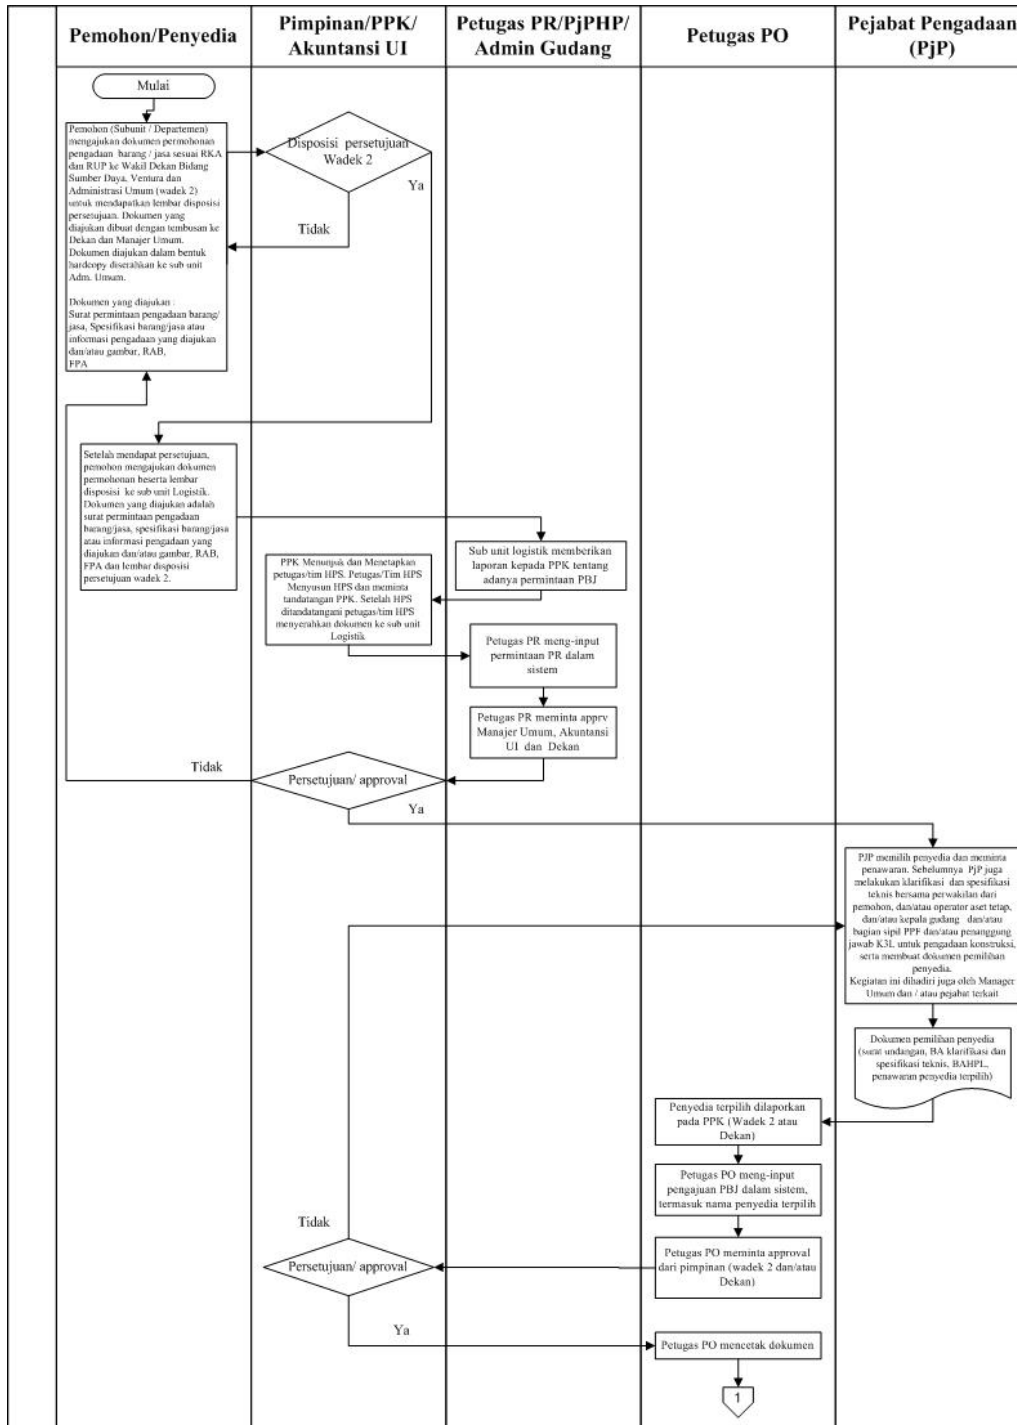 Pemohon/Penyedia
Pimpinan/PPK/
Akuntansi UI
Petugas PR/PjPHP/
Admin Gudang
Petugas PO
Pejabat Pengadaan
(PjP)
Mulai
Pemohon (Subunit / Departemen)
mengajukan dokumen permohonan
pengadaan barang / jasa sesuai RKA
dan RUP ke Wakil Dekan Bidang
Sumber Daya, Ventura dan
Administrasi Umum (wadek 2)
untuk mendapatkan lembar disposisi
persetujuan. Dokumen yang
diajukan dibuat dengan tembusan ke
Dekan dan Manajer Umum.
Dokumen diajukan dalam bentuk
hardcopy diserahkan ke sub unit
Adm. Umum.
Dokumen yang diajukan :
Surat permintaan pengadaan barang/
jasa, Spesifikasi barang/jasa atau
informasi pengadaan yang diajukan
dan/atau gambar, RAB,
FPA
Disposisi persetujuan
Wadek 2
Ya
Tidak
Setelah mendapat persetujuan,
pemohon mengajukan dokumen
permohonan beserta lembar
disposisi ke sub unit Logistik.
Dokumen yang diajukan adalah
surat permintaan pengadaan
barang/jasa, spesifikasi barang/jasa
atau informasi pengadaan yang
diajukan dan/atau gambar, RAB,
FPA dan lembar disposisi
persetujuan wadek 2.
Sub unit logistik memberikan
laporan kepada PPK tentang
adanya permintaan PBJ
PPK Menunjuk dan Menetapkan
petugas/tim HPS. Petugas/Tim HPS
Menyusun HPS dan meminta
tandatangan PPK. Setelah HPS
ditandatangani petugas/tim HPS
menyerahkan dokumen ke sub unit
Logistik
Petugas PR meng-input
permintaan PR dalam
sistem
Petugas PR meminta apprv
Manajer Umum, Akuntansi
UI dan Dekan
Tidak
Persetujuan/ approval
Ya
PJP memilih penyedia dan meminta
penawaran. Sebelumnya PjP juga
melakukan klarifikasi dan spesifikasi
teknis bersama perwakilan dari
pemohon, dan/atau operator aset tetap,
dan/atau kepala gudang dan/atau
bagian sipil PPF dan/atau penanggung
jawab K3L untuk pengadaan konstruksi,
serta membuat dokumen pemilihan
penyedia.
Kegiatan ini dihadiri juga oleh Manager
Umum dan / atau pejabat terkait
Dokumen pemilihan penyedia
(surat undangan, BA klarifikasi dan
spesifikasi teknis, BAHPL,
penawaran penyedia terpilih)
Penyedia terpilih dilaporkan
pada PPK (Wadek 2 atau
Dekan)
Petugas PO meng-input
pengajuan PBJ dalam sistem,
termasuk nama penyedia terpilih
Tidak
Petugas PO meminta approval
dari pimpinan (wadek 2 dan/atau
Dekan)
Persetujuan/ approval
Ya
Petugas PO mencetak dokumen
1